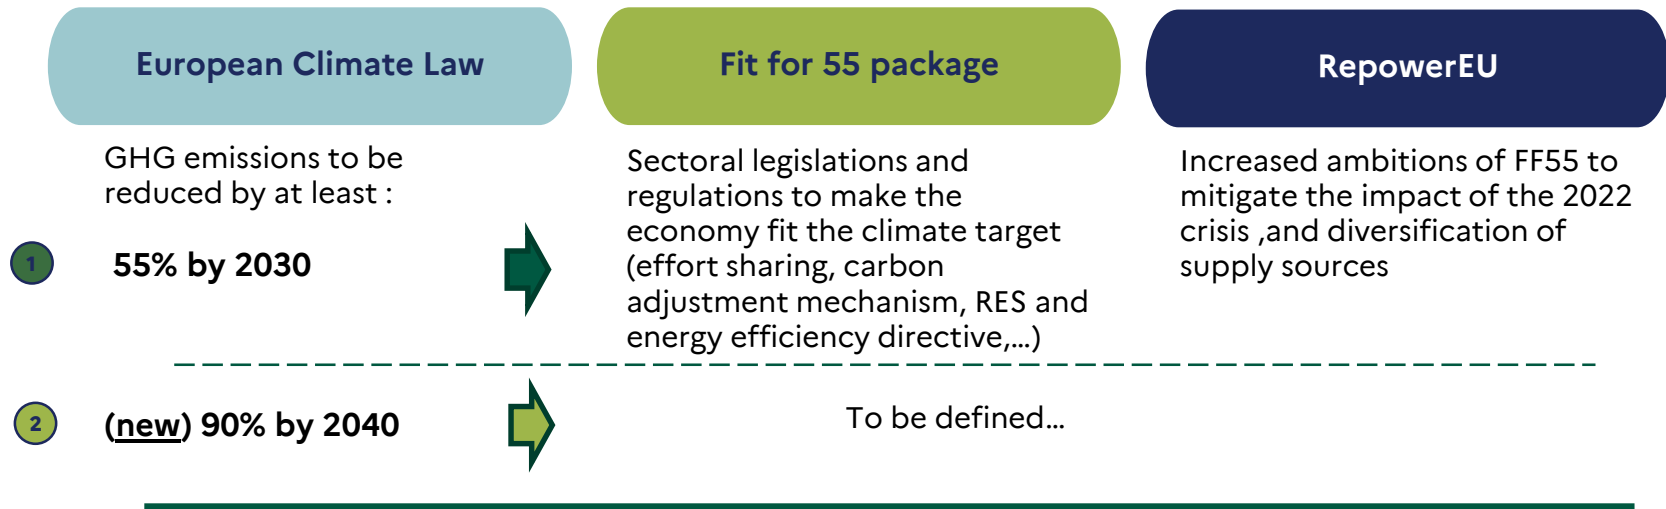 European Climate Law
Fit for 55 package
RepowerEU
GHG emissions to be
reduced by at least :
1
55% by 2030
Sectoral legislations and
regulations to make the
economy fit the climate target
(effort sharing, carbon
adjustment mechanism, RES and
energy efficiency directive,...)
Increased ambitions of FF55 to
mitigate the impact of the 2022
crisis ,and diversification of
supply sources
2
(new) 90% by 2040
To be defined...